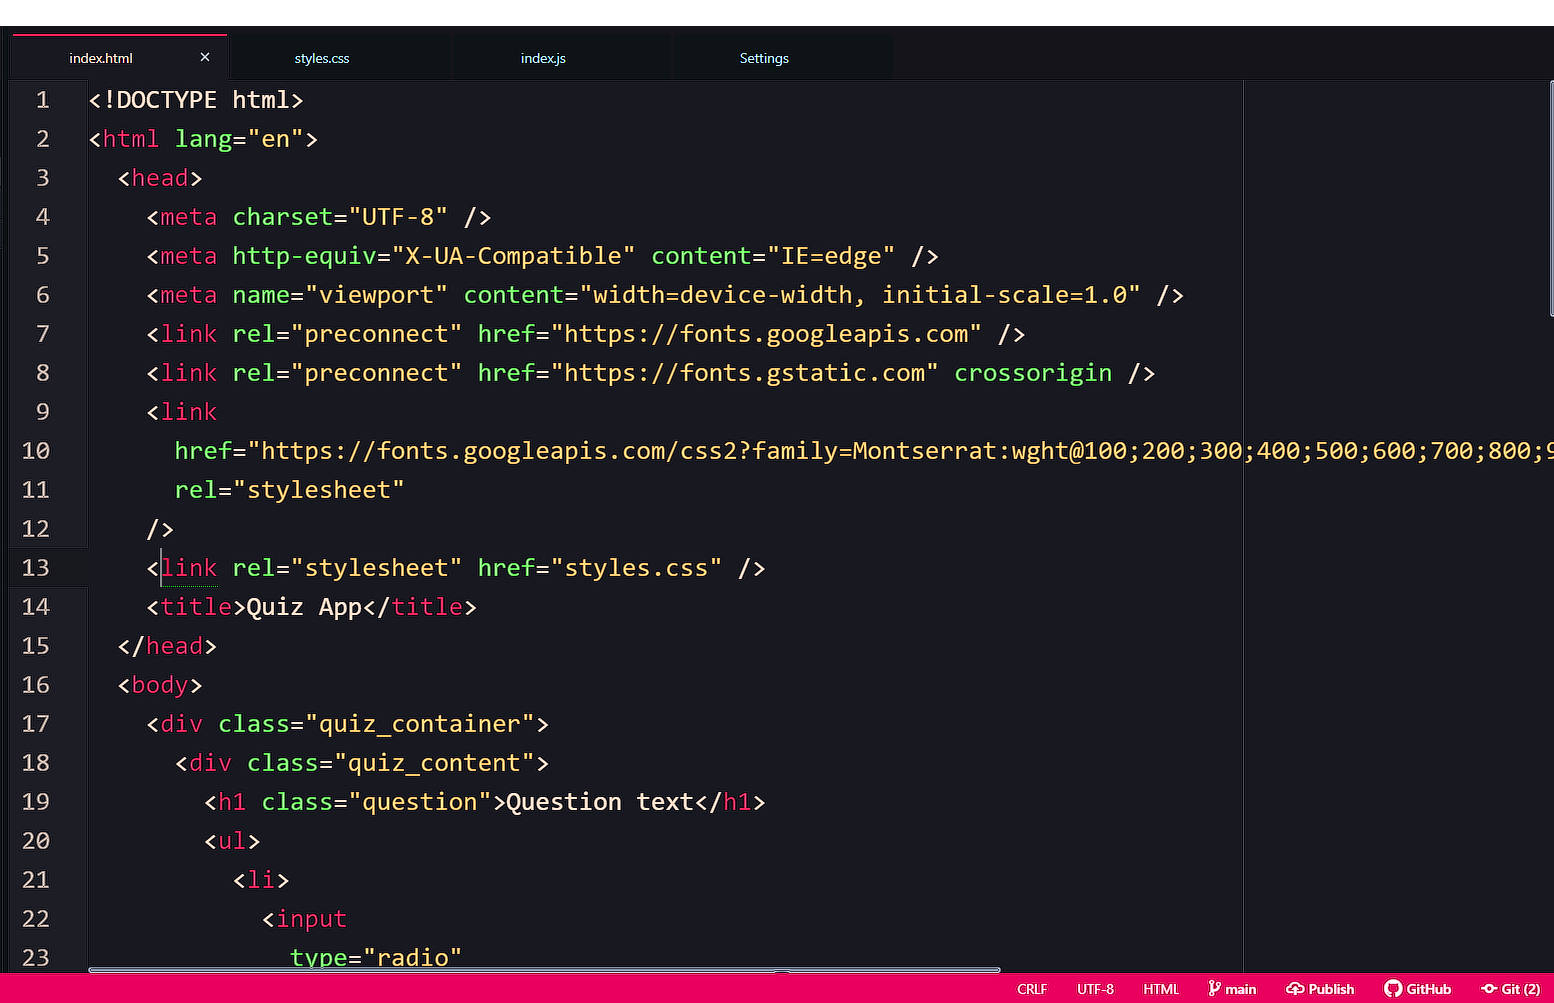 index.html × styles.css index.js Settings
1 <!DOCTYPE html>
2 <html lang="en">
3 <head>
4 <meta charset="UTF-8" />
5 <meta http-equiv="X-UA-Compatible" content="IE=edge" />
6 <meta name="viewport" content="width=device-width, initial-scale=1.0" />
7 <link rel="preconnect" href="https://fonts.googleapis.com" />
8 <link rel="preconnect" href="https://fonts.gstatic.com" crossorigin />
9 <link
10 href="https://fonts.googleapis.com/css2?family=Montserrat:wght@100;200;300;400;500;600;700;800;9
11 rel="stylesheet"
12 />
13 <link rel="stylesheet" href="styles.css" />
14 <title>Quiz App</title>
15 </head>
16 <body>
17 <div class="quiz_container">
18 <div class="quiz_content">
19 <h1 class="question">Question text</h1>
20 <ul>
21 <li>
22 <input
23 type="radio"
CRLF UTF-8 HTML main Publish GitHub Git (2)